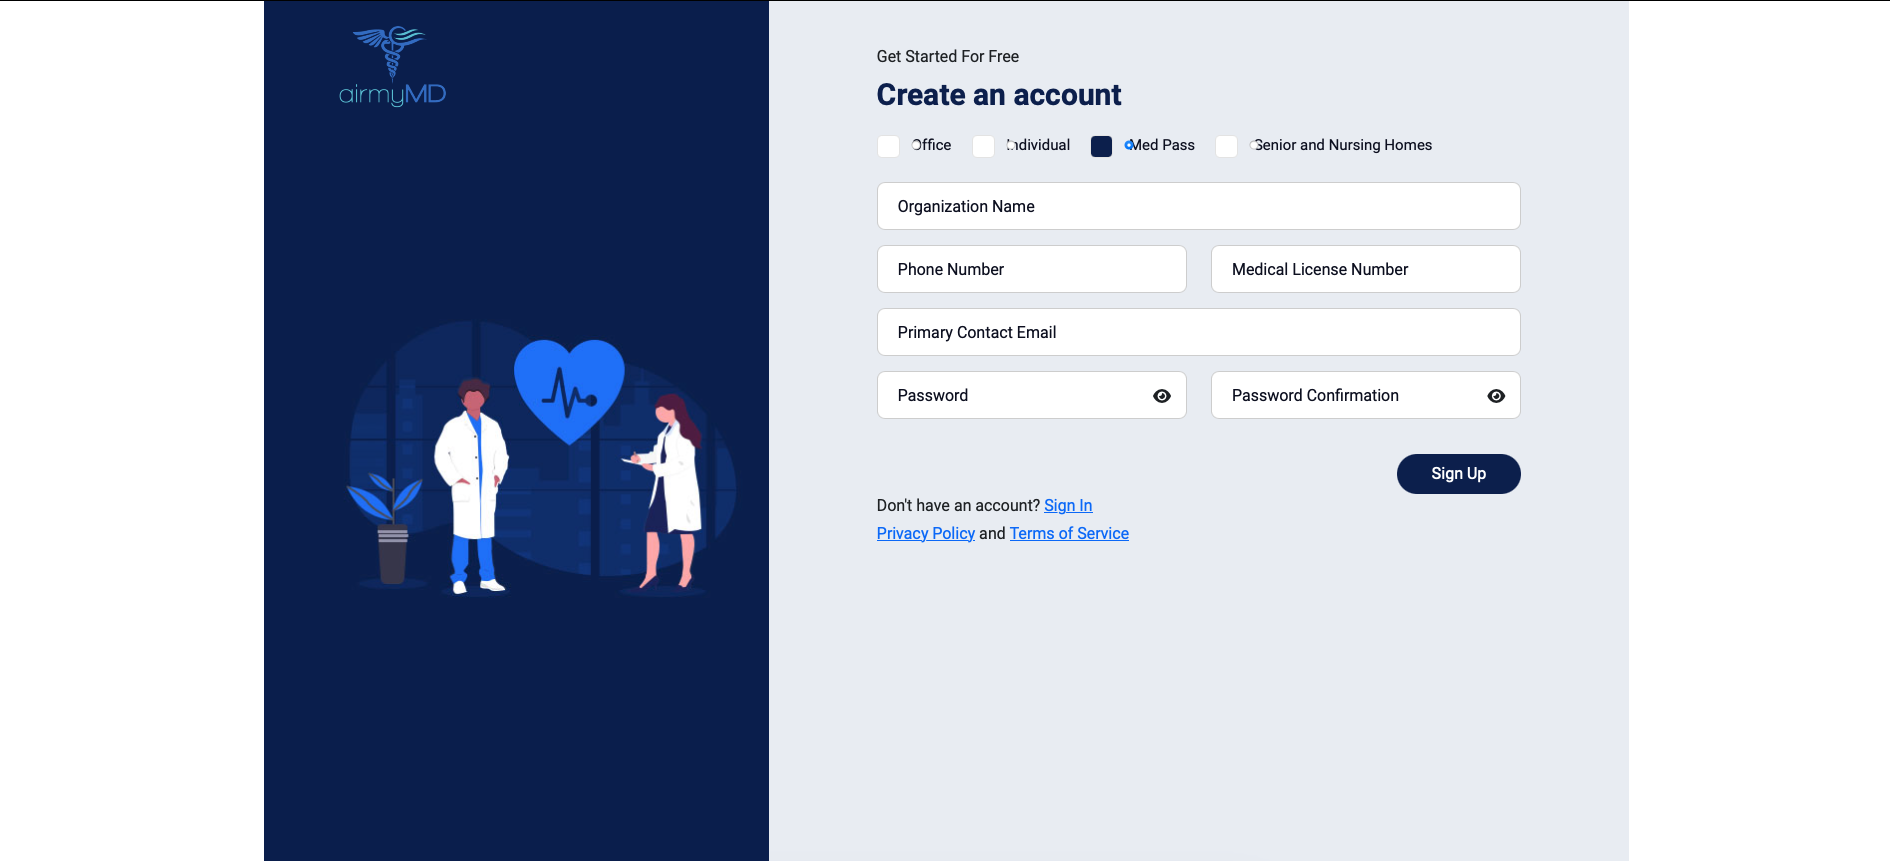 airmyMD
Get Started For Free
Create an account
Office Individual Med Pass Senior and Nursing Homes
Organization Name
Phone Number Medical License Number
Primary Contact Email
Password Password Confirmation
Sign Up
Don't have an account? Sign In
Privacy Policy and Terms of Service